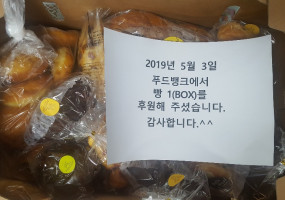 2019년 5월 3일
푸드뱅크에서
빵 1(BOX)를
후원해 주셨습니다.
감사합니다.^^